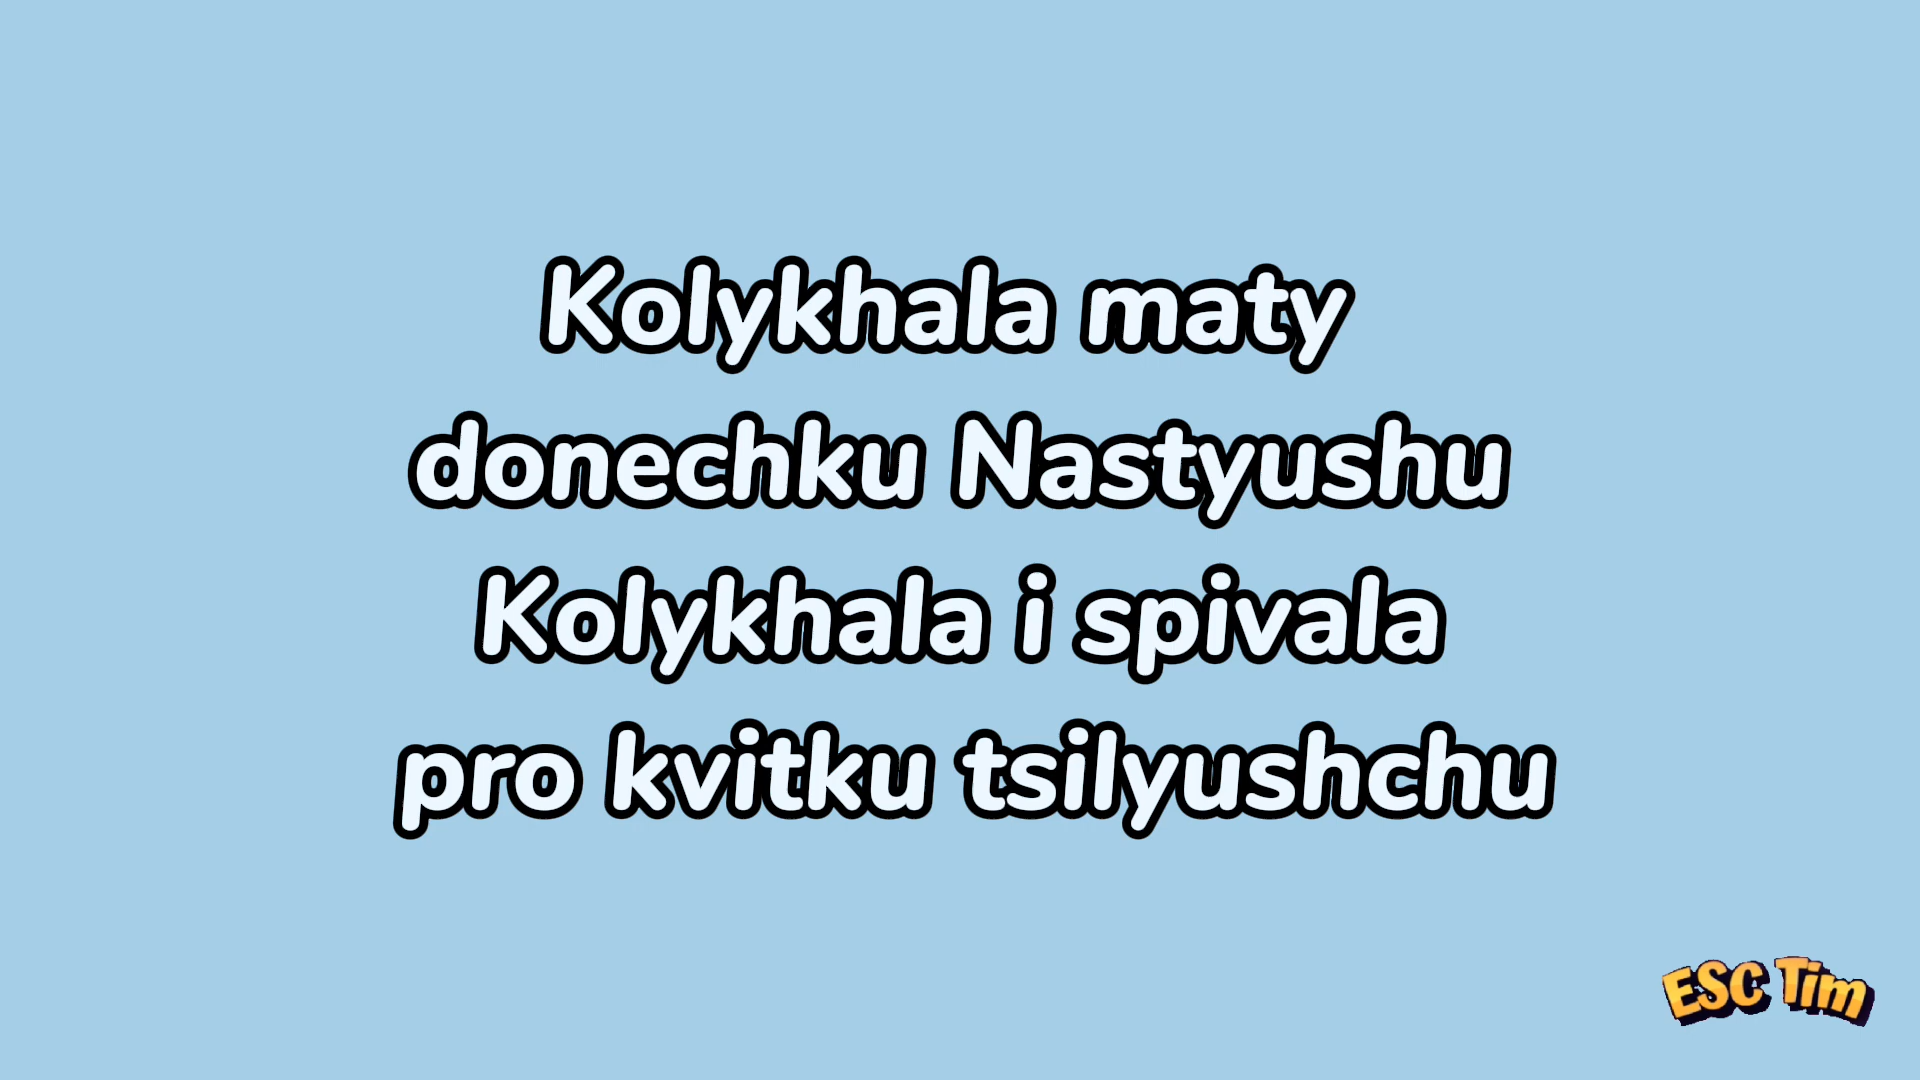 Kolykhala maty
donechku Nastyushu
Kolykhala i spivala
pro kvitku tsilyushchu
ESC Tim